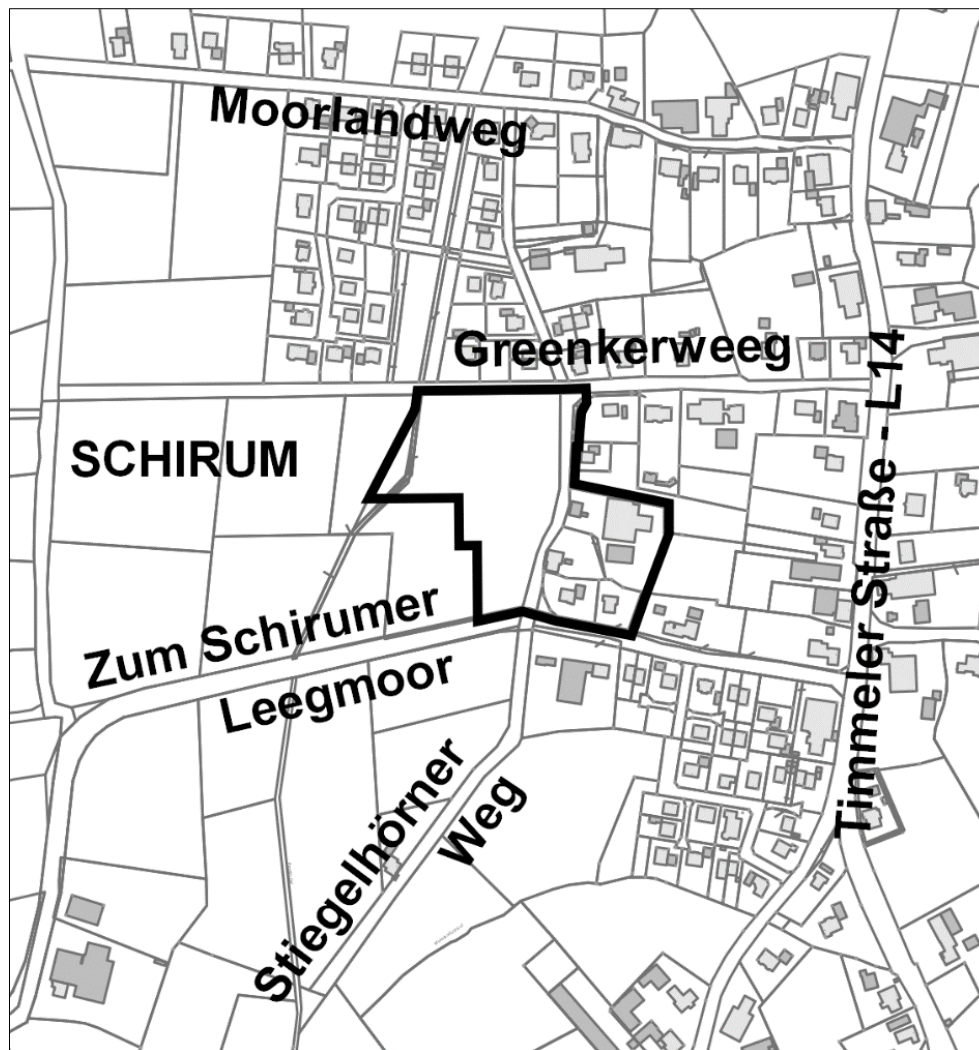 Moorlandweg
Greenkerweeg
SCHIRUM
Timmeler Straße - L14
Zum Schirumer
Leegmoor
Stiegelhörner
Weg